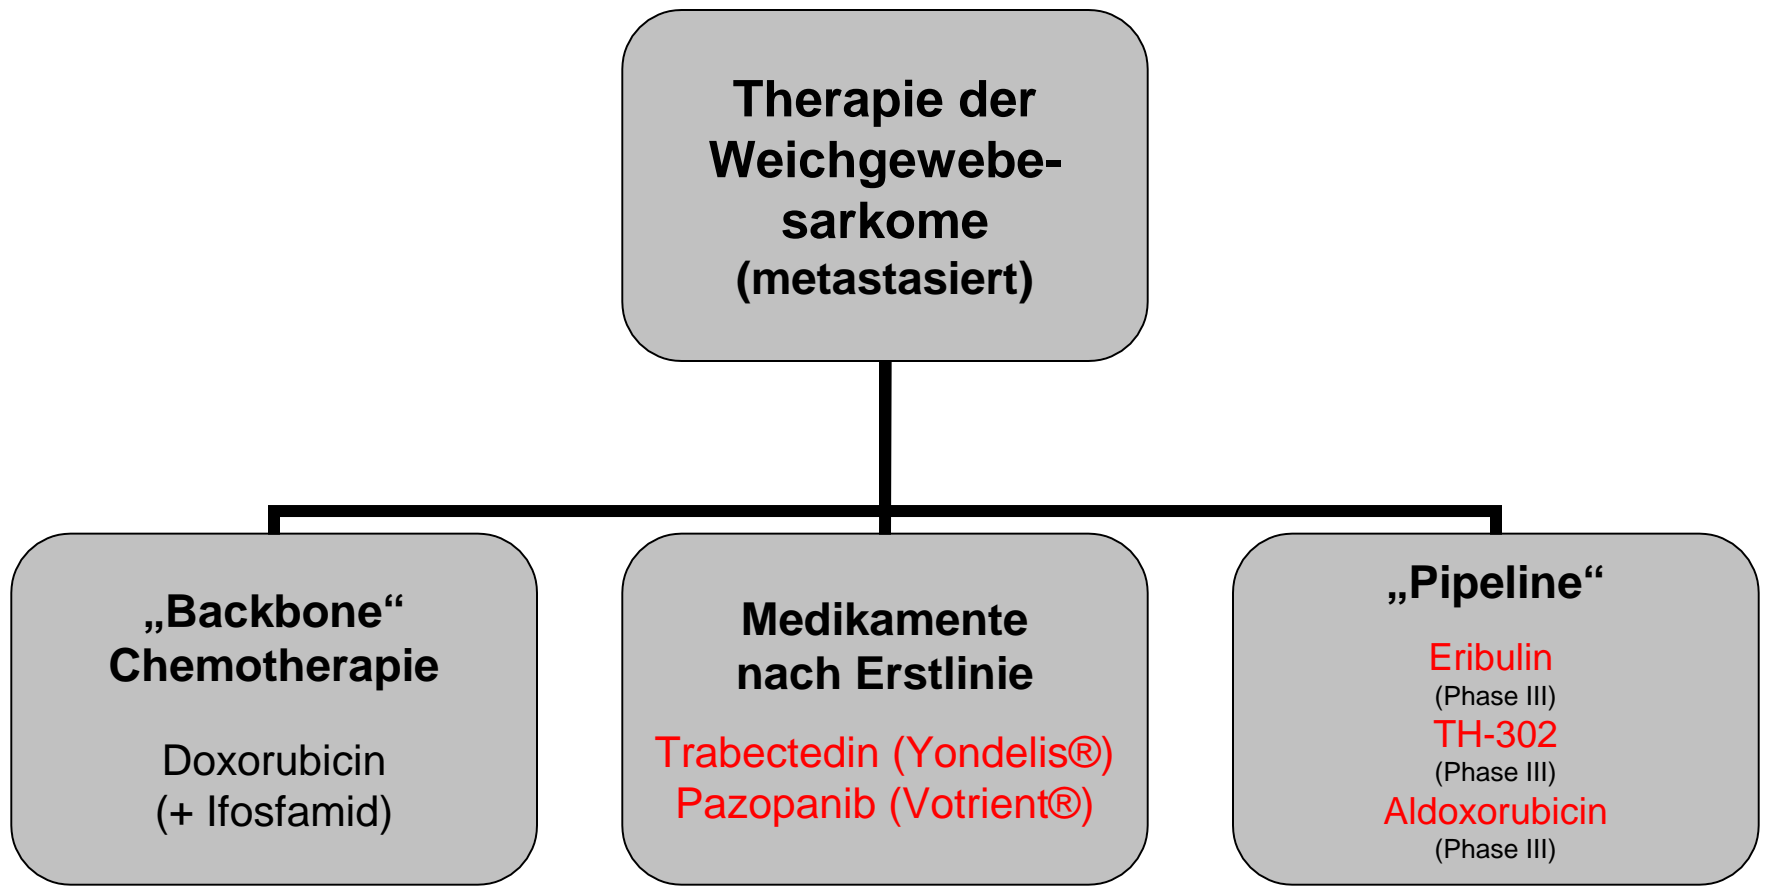 Therapie der
Weichgewebe-
sarkome
(metastasiert)
„Backbone“
Chemotherapie
Doxorubicin
(+ Ifosfamid)
Medikamente
nach Erstlinie
Trabectedin (Yondelis®)
Pazopanib (Votrient®)
„Pipeline“
Eribulin
(Phase III)
TH-302
(Phase III)
Aldoxorubicin
(Phase III)